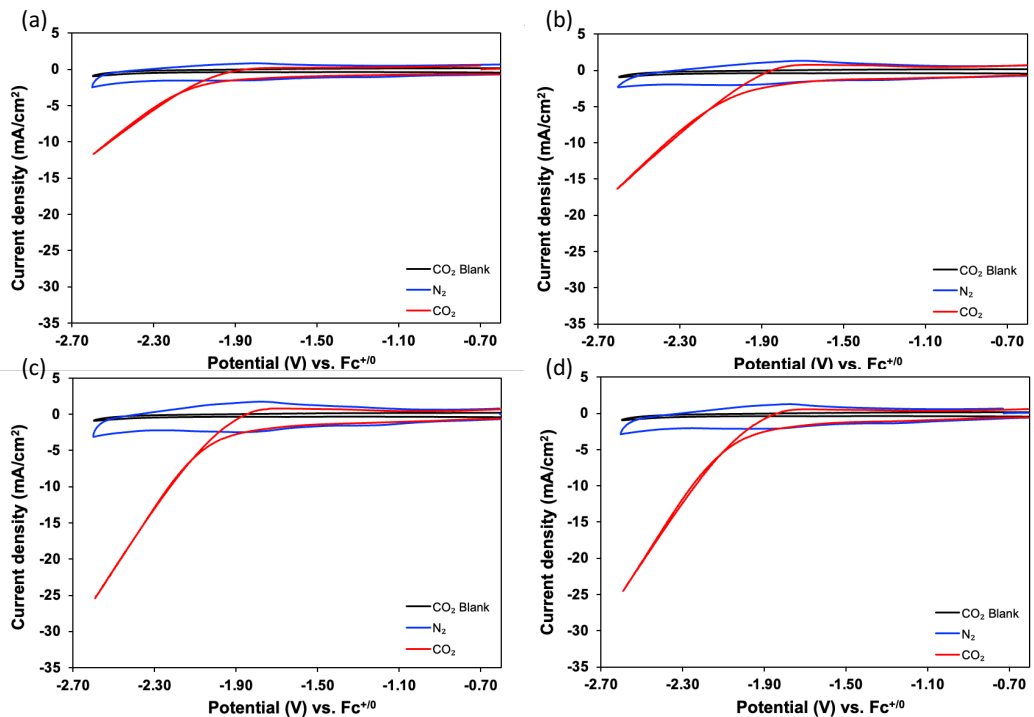 (a)
5
0
-5
-10
-15
-20
-25
-30
-35
Current density (mA/cm²)
-2.70 -2.30 -1.90 -1.50 -1.10 -0.70
Potential (V) vs. Fc⁺/⁰
CO₂ Blank
N₂
CO₂
(b)
5
0
-5
-10
-15
-20
-25
-30
-35
Current density (mA/cm²)
-2.70 -2.30 -1.90 -1.50 -1.10 -0.70
Potential (V) vs. Fc⁺/⁰
CO₂ Blank
N₂
CO₂
(c)
5
0
-5
-10
-15
-20
-25
-30
-35
Current density (mA/cm²)
-2.70 -2.30 -1.90 -1.50 -1.10 -0.70
Potential (V) vs. Fc⁺/⁰
CO₂ Blank
N₂
CO₂
(d)
5
0
-5
-10
-15
-20
-25
-30
-35
Current density (mA/cm²)
-2.70 -2.30 -1.90 -1.50 -1.10 -0.70
Potential (V) vs. Fc⁺/⁰
CO₂ Blank
N₂
CO₂